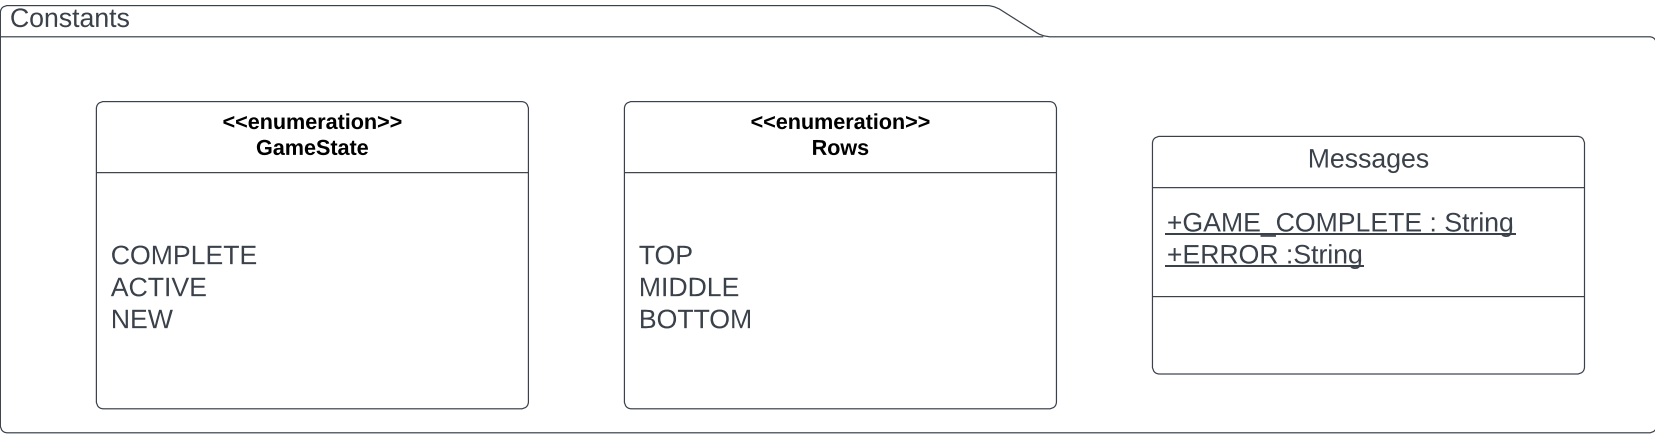 Constants
<<enumeration>>
GameState
COMPLETE
ACTIVE
NEW
<<enumeration>>
Rows
TOP
MIDDLE
BOTTOM
Messages
+GAME_COMPLETE : String
+ERROR :String